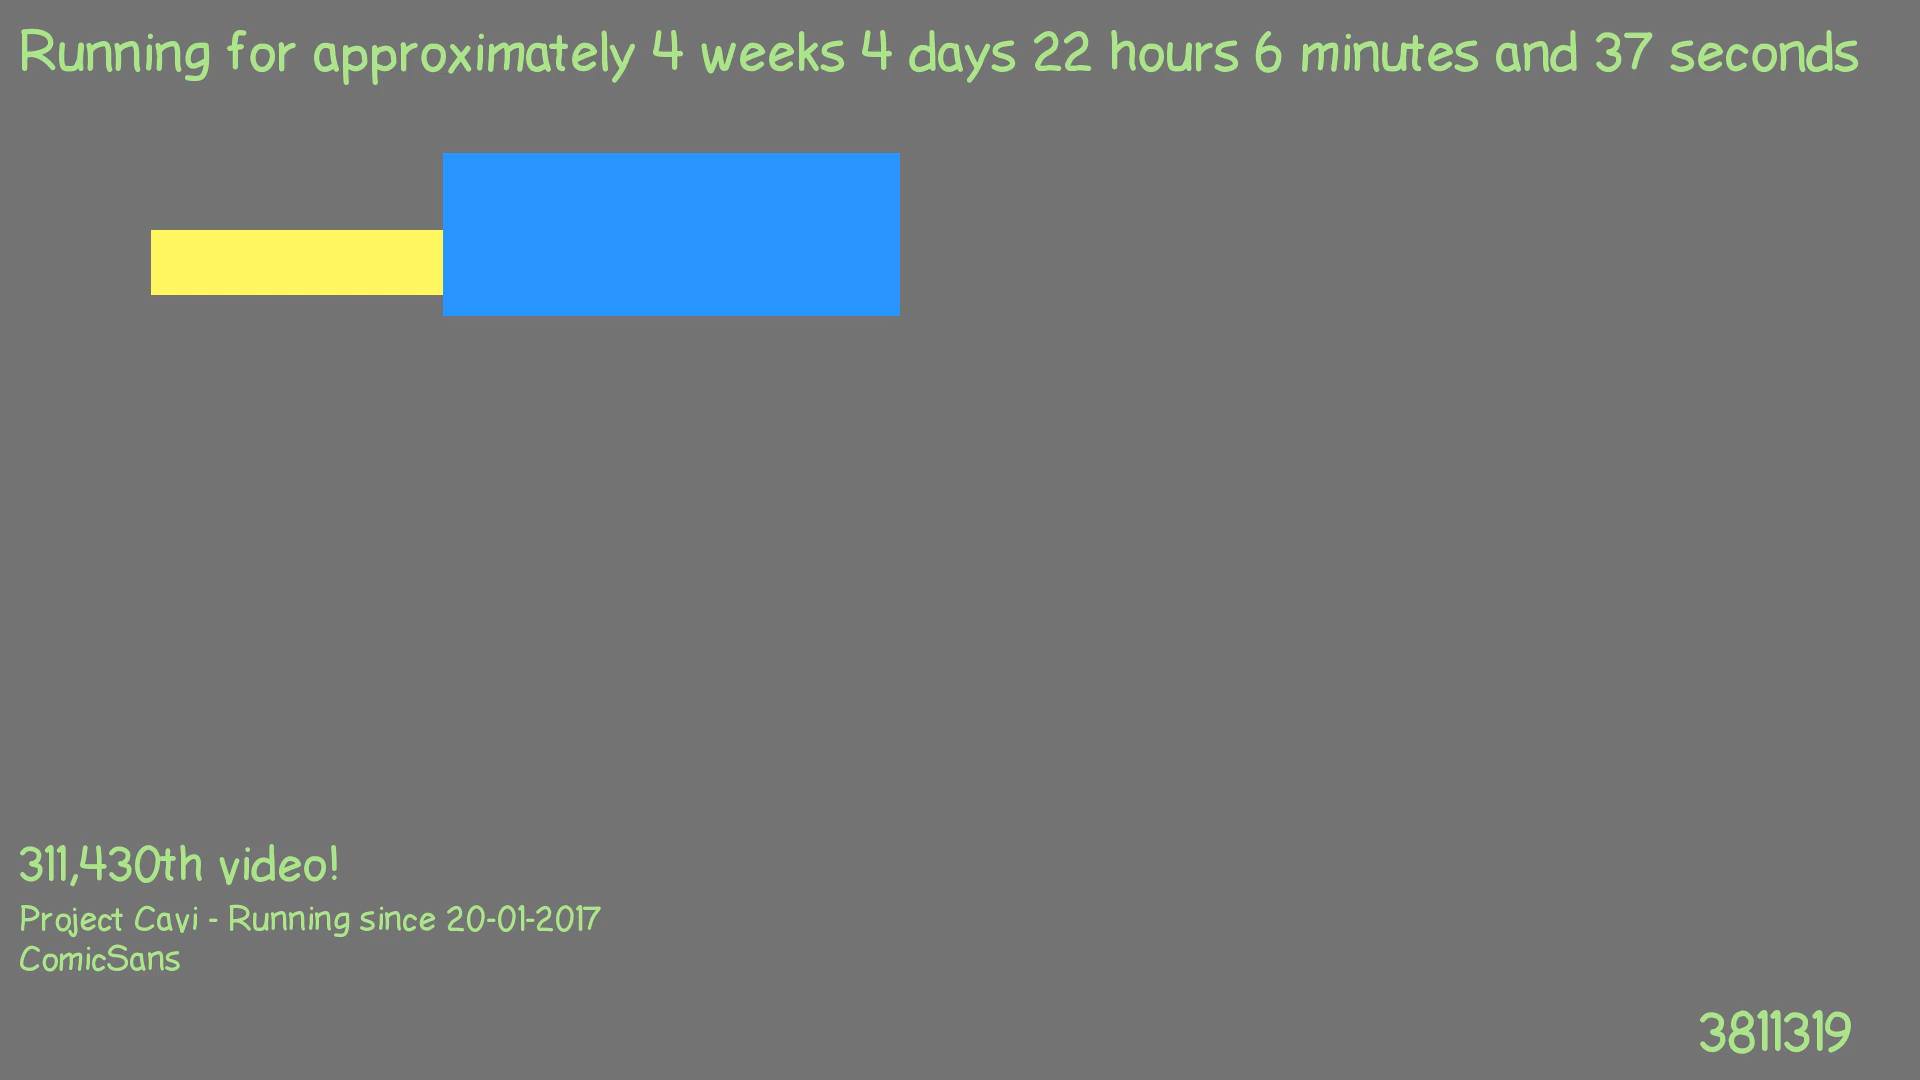 Running for approximately 4 weeks 4 days 22 hours 6 minutes and 37 seconds
311,430th video!
Project Cavi - Running since 20-01-2017
ComicSans
3811319